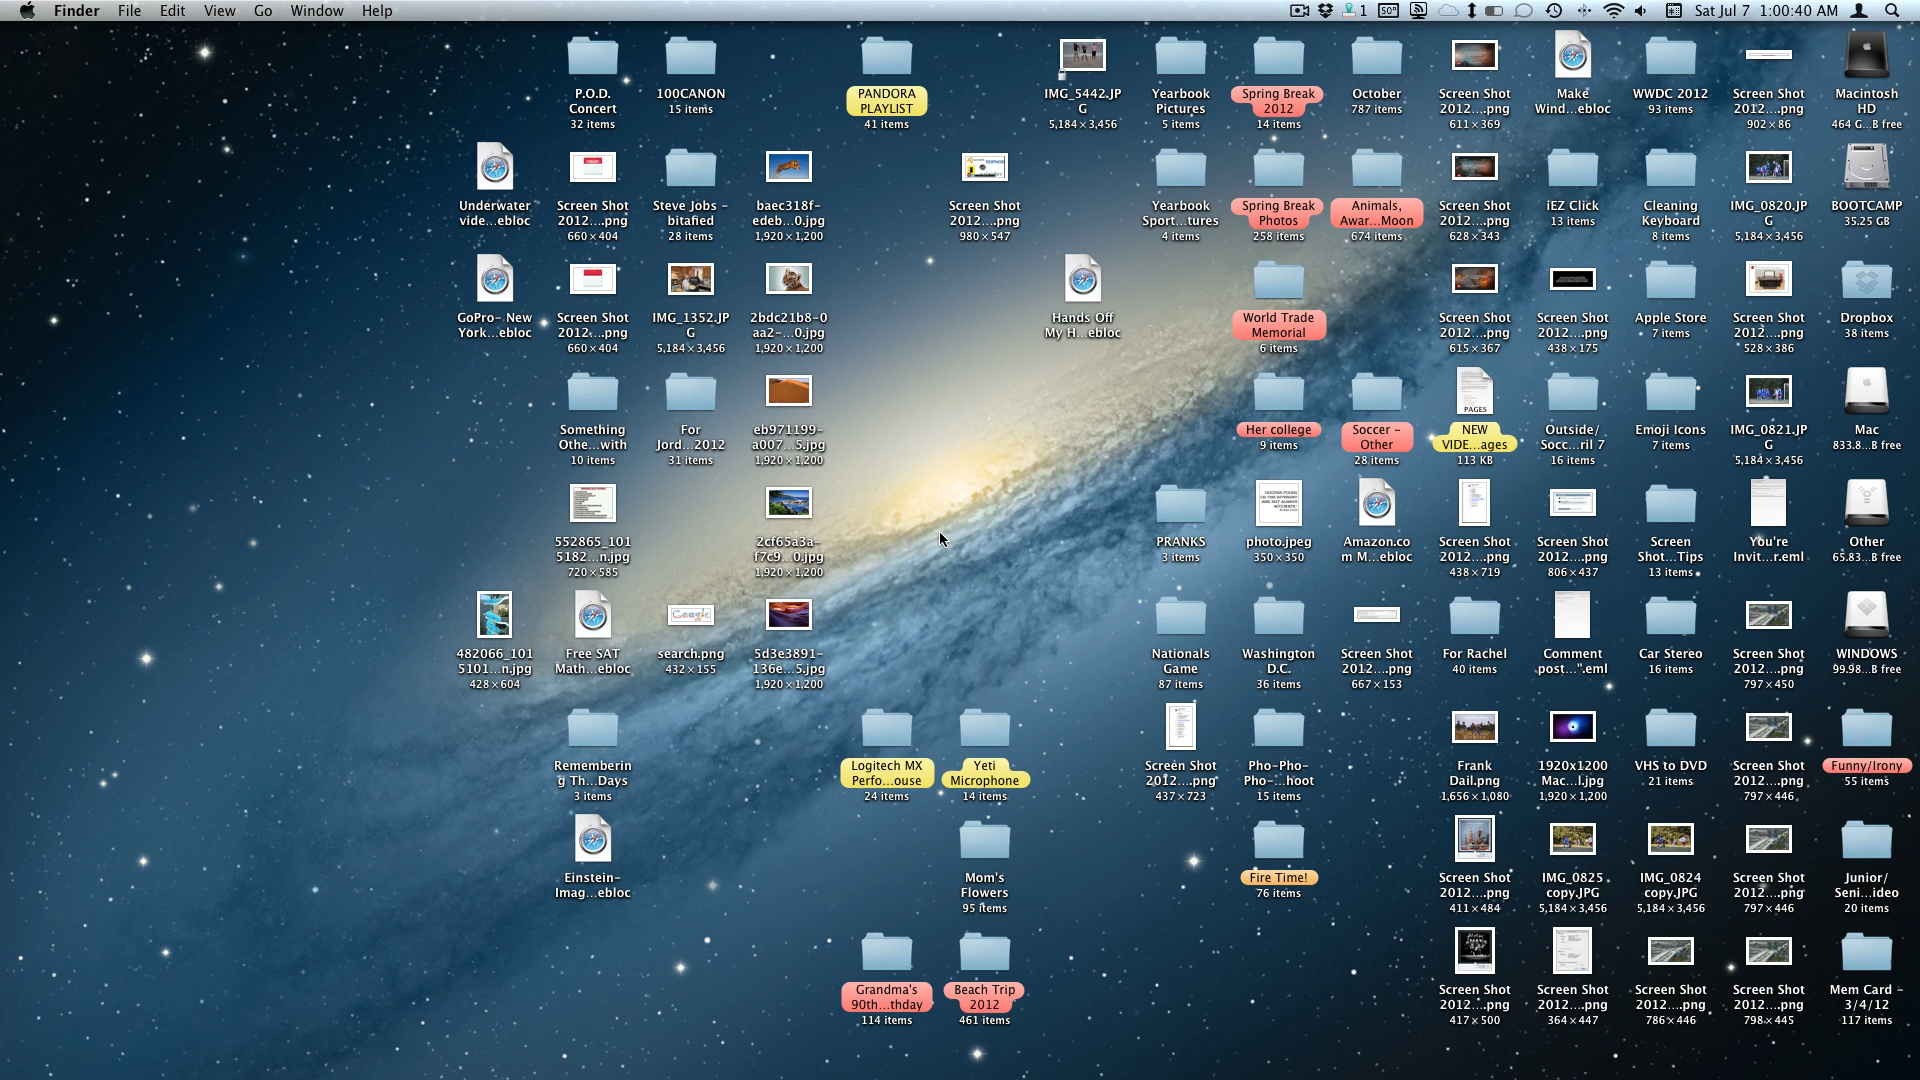 Finder File Edit View Go Window Help
1 50° Sat Jul 7 1:00:40 AM
P.O.D.
Concert
32 items
100CANON
15 items
PANDORA
PLAYLIST
41 items
IMG_5442.JP
G
5,184×3,456
Yearbook
Pictures
5 items
Spring Break
2012
14 items
October
787 items
Screen Shot
2012....png
611×369
Make
Wind...ebloc
WWDC 2012
93 items
Screen Shot
2012....png
902×86
Macintosh
HD
464 G...B free
Underwater
vide...ebloc
Screen Shot
2012....png
660×404
Steve Jobs -
bitafied
28 items
baec318f-
edeb...0.jpg
1,920×1,200
Screen Shot
2012....png
980×547
Yearbook
Sport...tures
4 items
Spring Break
Photos
258 items
Animals,
Awar...Moon
674 items
Screen Shot
2012....png
628×343
iEZ Click
13 items
Cleaning
Keyboard
8 items
IMG_0820.JP
G
5,184×3,456
BOOTCAMP
35.25 GB
GoPro- New
York...ebloc
Screen Shot
2012....png
660×404
IMG_1352.JP
G
5,184×3,456
2bdc21b8-0
aa2-...0.jpg
1,920×1,200
Hands Off
My H...ebloc
World Trade
Memorial
6 items
Screen Shot
2012....png
615×367
Screen Shot
2012....png
438×175
Apple Store
7 items
Screen Shot
2012....png
528×386
Dropbox
38 items
Something
Othe...with
10 items
For
Jord...2012
31 items
eb971199-
a007...5.jpg
1,920×1,200
Her college
9 items
Soccer -
Other
28 items
PAGES
NEW
VIDE...ages
113 KB
Outside/
Socc...ril 7
16 items
Emoji Icons
7 items
IMG_0821.JP
G
5,184×3,456
Mac
833.8...B free
552865_101
5182...n.jpg
720×585
2cf65a3a-
f7c9...0.jpg
1,920×1,200
PRANKS
3 items
photo.jpeg
350×350
Amazon.co
m M...ebloc
Screen Shot
2012....png
438×719
Screen Shot
2012....png
806×437
Screen
Shot...Tips
13 items
You're
Invit...r.eml
Other
65.83...B free
482066_101
5101...n.jpg
428×604
Free SAT
Math...ebloc
Google
search.png
432×155
5d3e3891-
136e...5.jpg
1,920×1,200
Nationals
Game
87 items
Washington
D.C.
36 items
Screen Shot
2012....png
667×153
For Rachel
40 items
Comment
post...".eml
Car Stereo
16 items
Screen Shot
2012....png
797×450
WINDOWS
99.98...B free
Rememberin
g Th...Days
3 items
Logitech MX
Perfo...ouse
24 items
Yeti
Microphone
14 items
Screen Shot
2012....png
437×723
Pho-Pho-
Pho-...hoot
15 items
Frank
Dail.png
1,656×1,080
1920x1200
Mac...l.jpg
1,920×1,200
VHS to DVD
21 items
Screen Shot
2012....png
797×446
Funny/Irony
55 items
Einstein-
Imag...ebloc
Mom's
Flowers
95 items
Fire Time!
76 items
Screen Shot
2012....png
411×484
IMG_0825
copy.JPG
5,184×3,456
IMG_0824
copy.JPG
5,184×3,456
Screen Shot
2012....png
797×446
Junior/
Seni...ideo
20 items
Grandma's
90th...thday
114 items
Beach Trip
2012
461 items
Screen Shot
2012....png
417×500
Screen Shot
2012....png
364×447
Screen Shot
2012....png
786×446
Screen Shot
2012....png
798×445
Mem Card -
3/4/12
117 items